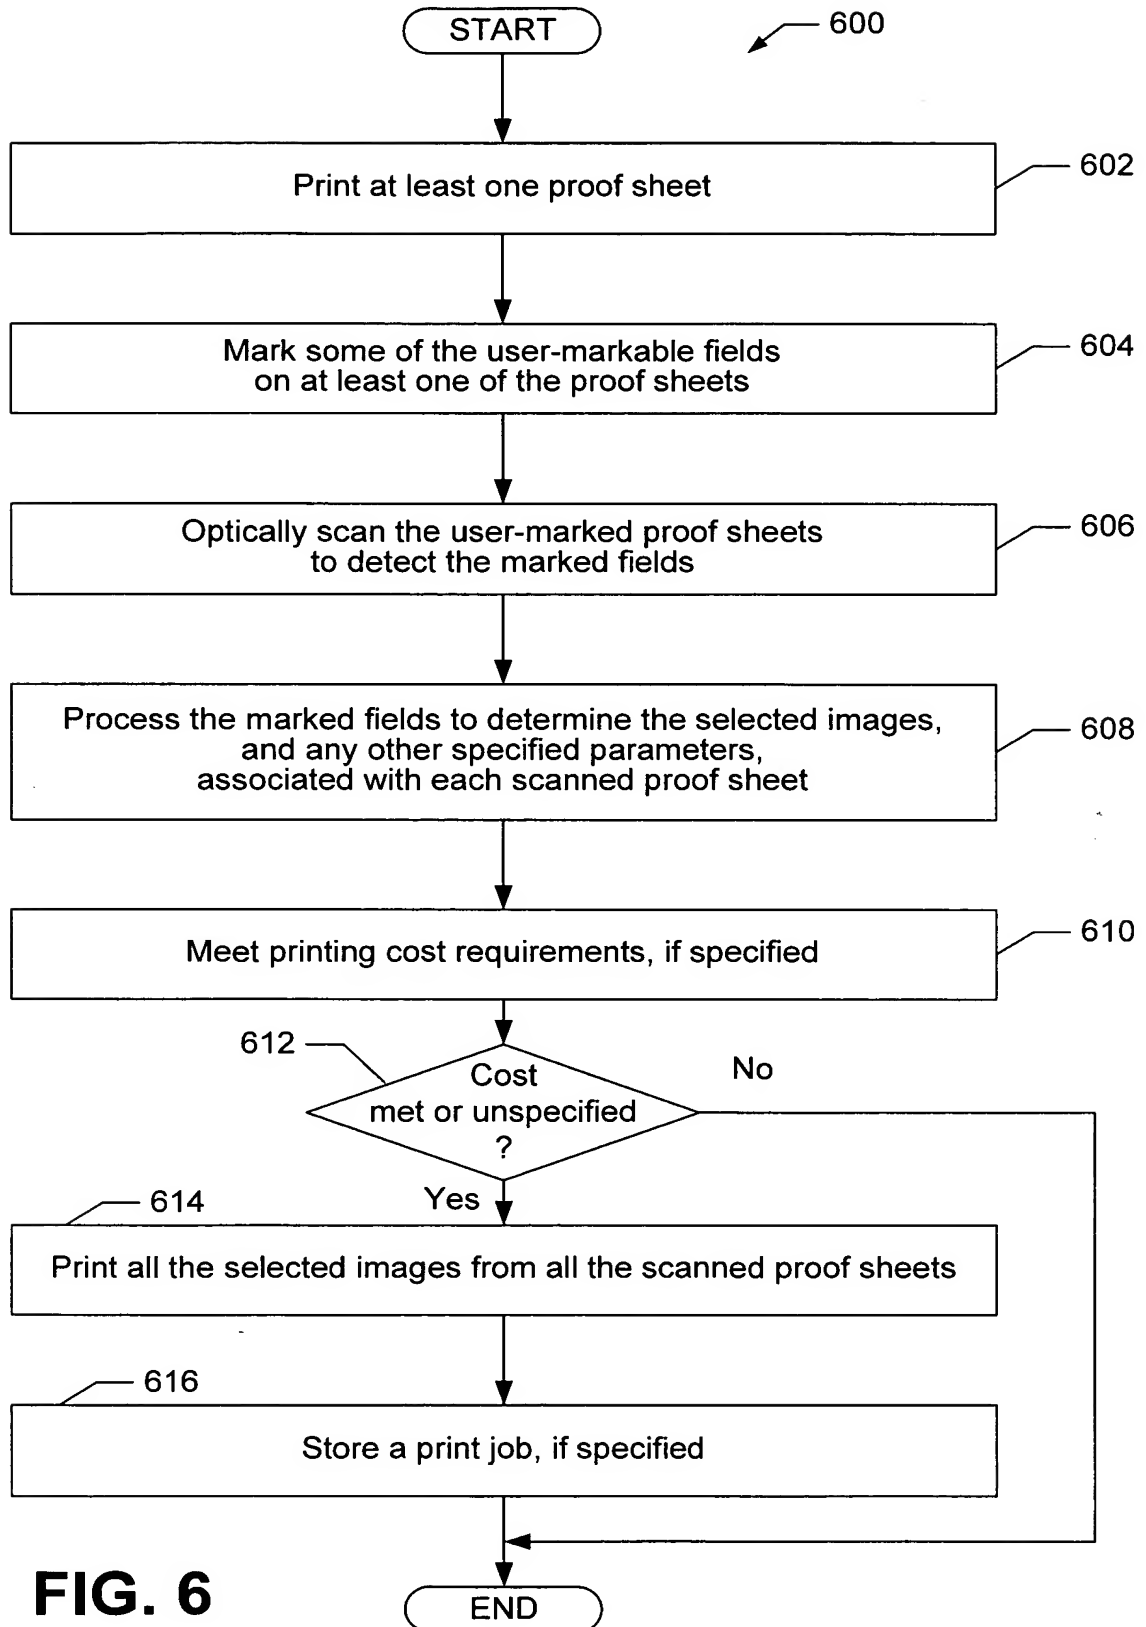 START
600
Print at least one proof sheet
602
Mark some of the user-markable fields
on at least one of the proof sheets
604
Optically scan the user-marked proof sheets
to detect the marked fields
606
Process the marked fields to determine the selected images,
and any other specified parameters,
associated with each scanned proof sheet
608
Meet printing cost requirements, if specified
610
612
Cost
met or unspecified
?
No
Yes
614
Print all the selected images from all the scanned proof sheets
616
Store a print job, if specified
FIG. 6
END